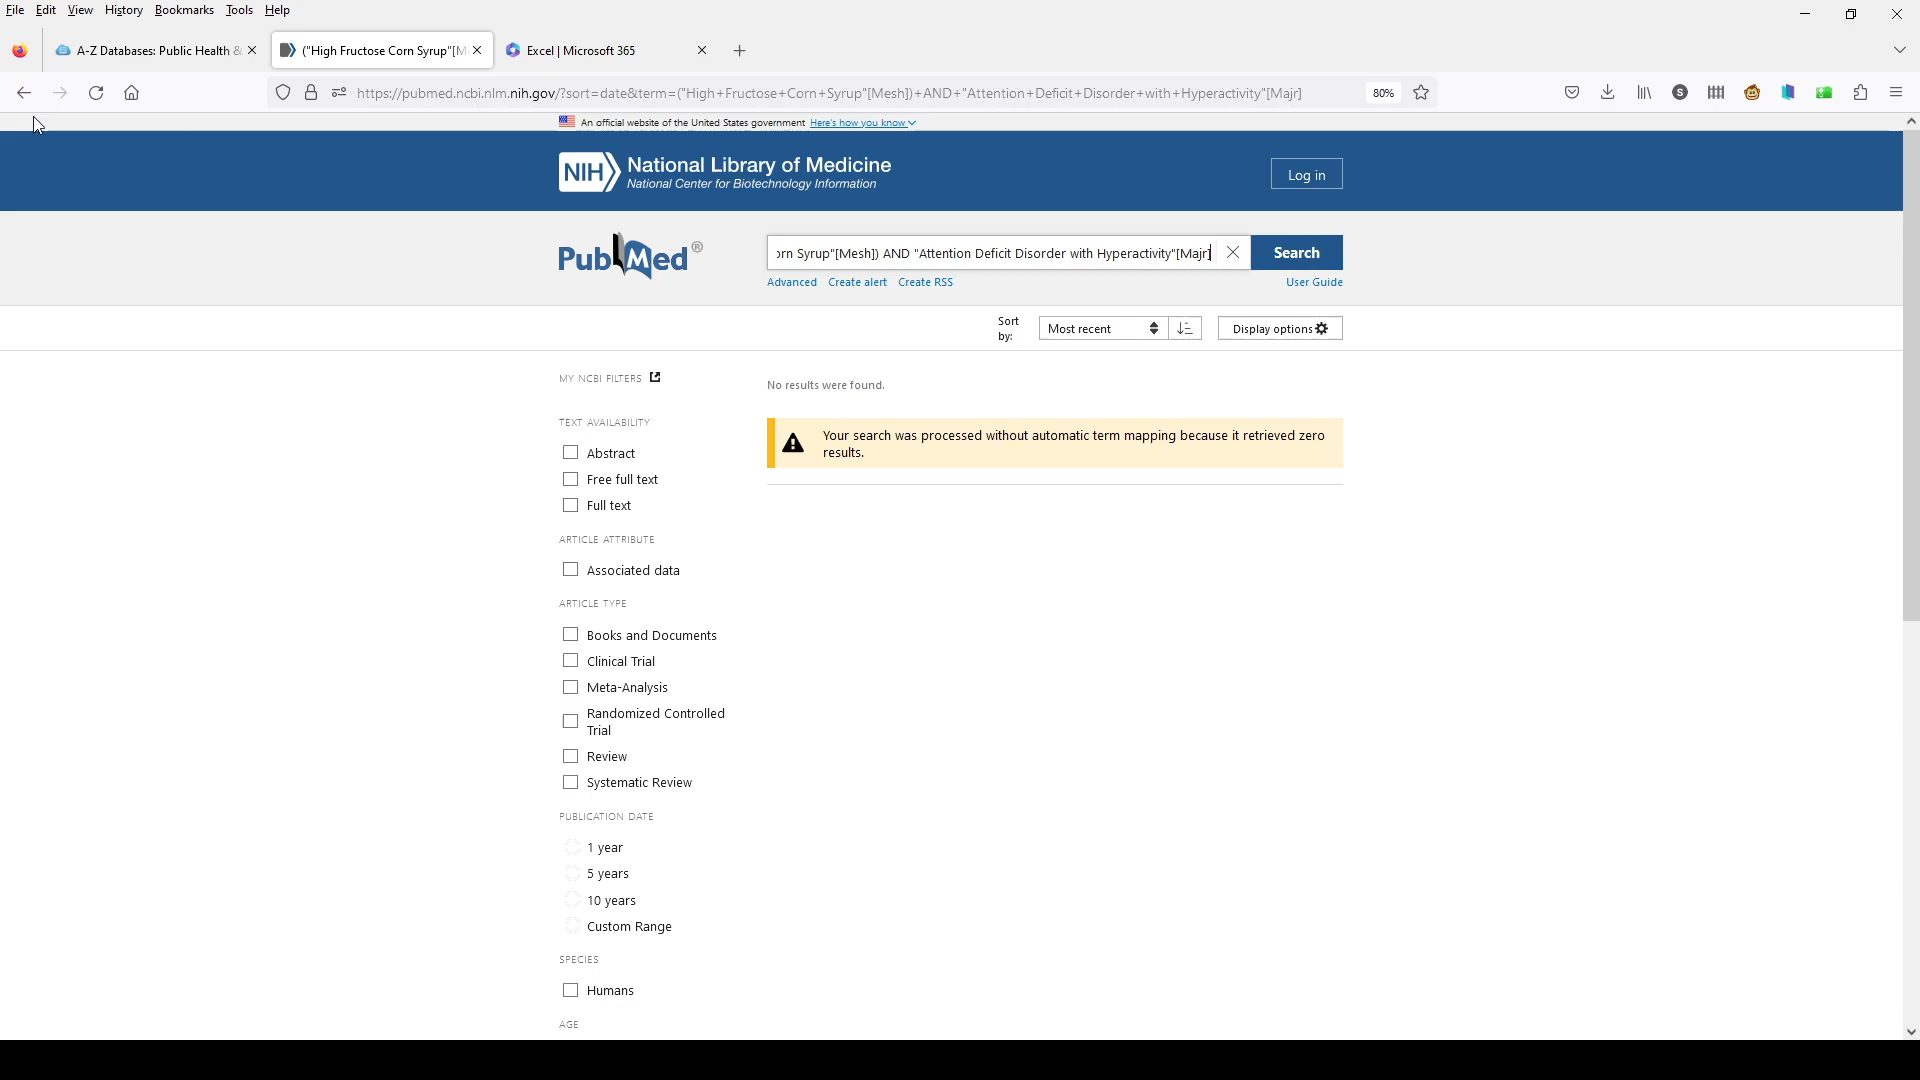 File Edit View History Bookmarks Tools Help
A-Z Databases: Public Health &
("High Fructose Corn Syrup"[M
Excel | Microsoft 365
https://pubmed.ncbi.nlm.nih.gov/?sort=date&term=("High+Fructose+Corn+Syrup"[Mesh])+AND+"Attention+Deficit+Disorder+with+Hyperactivity"[Majr]
80%
S
An official website of the United States government Here's how you know
NIH National Library of Medicine
National Center for Biotechnology Information
Log in
PubMed®
orn Syrup"[Mesh]) AND "Attention Deficit Disorder with Hyperactivity"[Majr]
Search
Advanced Create alert Create RSS
User Guide
Sort
by:
Most recent
Display options
MY NCBI FILTERS
No results were found.
TEXT AVAILABILITY
Your search was processed without automatic term mapping because it retrieved zero
results.
Abstract
Free full text
Full text
ARTICLE ATTRIBUTE
Associated data
ARTICLE TYPE
Books and Documents
Clinical Trial
Meta-Analysis
Randomized Controlled
Trial
Review
Systematic Review
PUBLICATION DATE
1 year
5 years
10 years
Custom Range
SPECIES
Humans
AGE